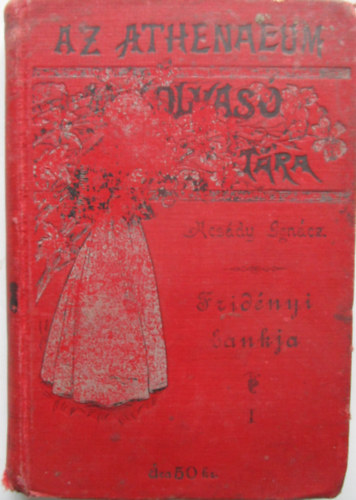 AZ ATHENAEUM
OLVASÓ
TÁRA
Acsády Ignácz
Fridényi
bankja
I
Ára 50 kr.